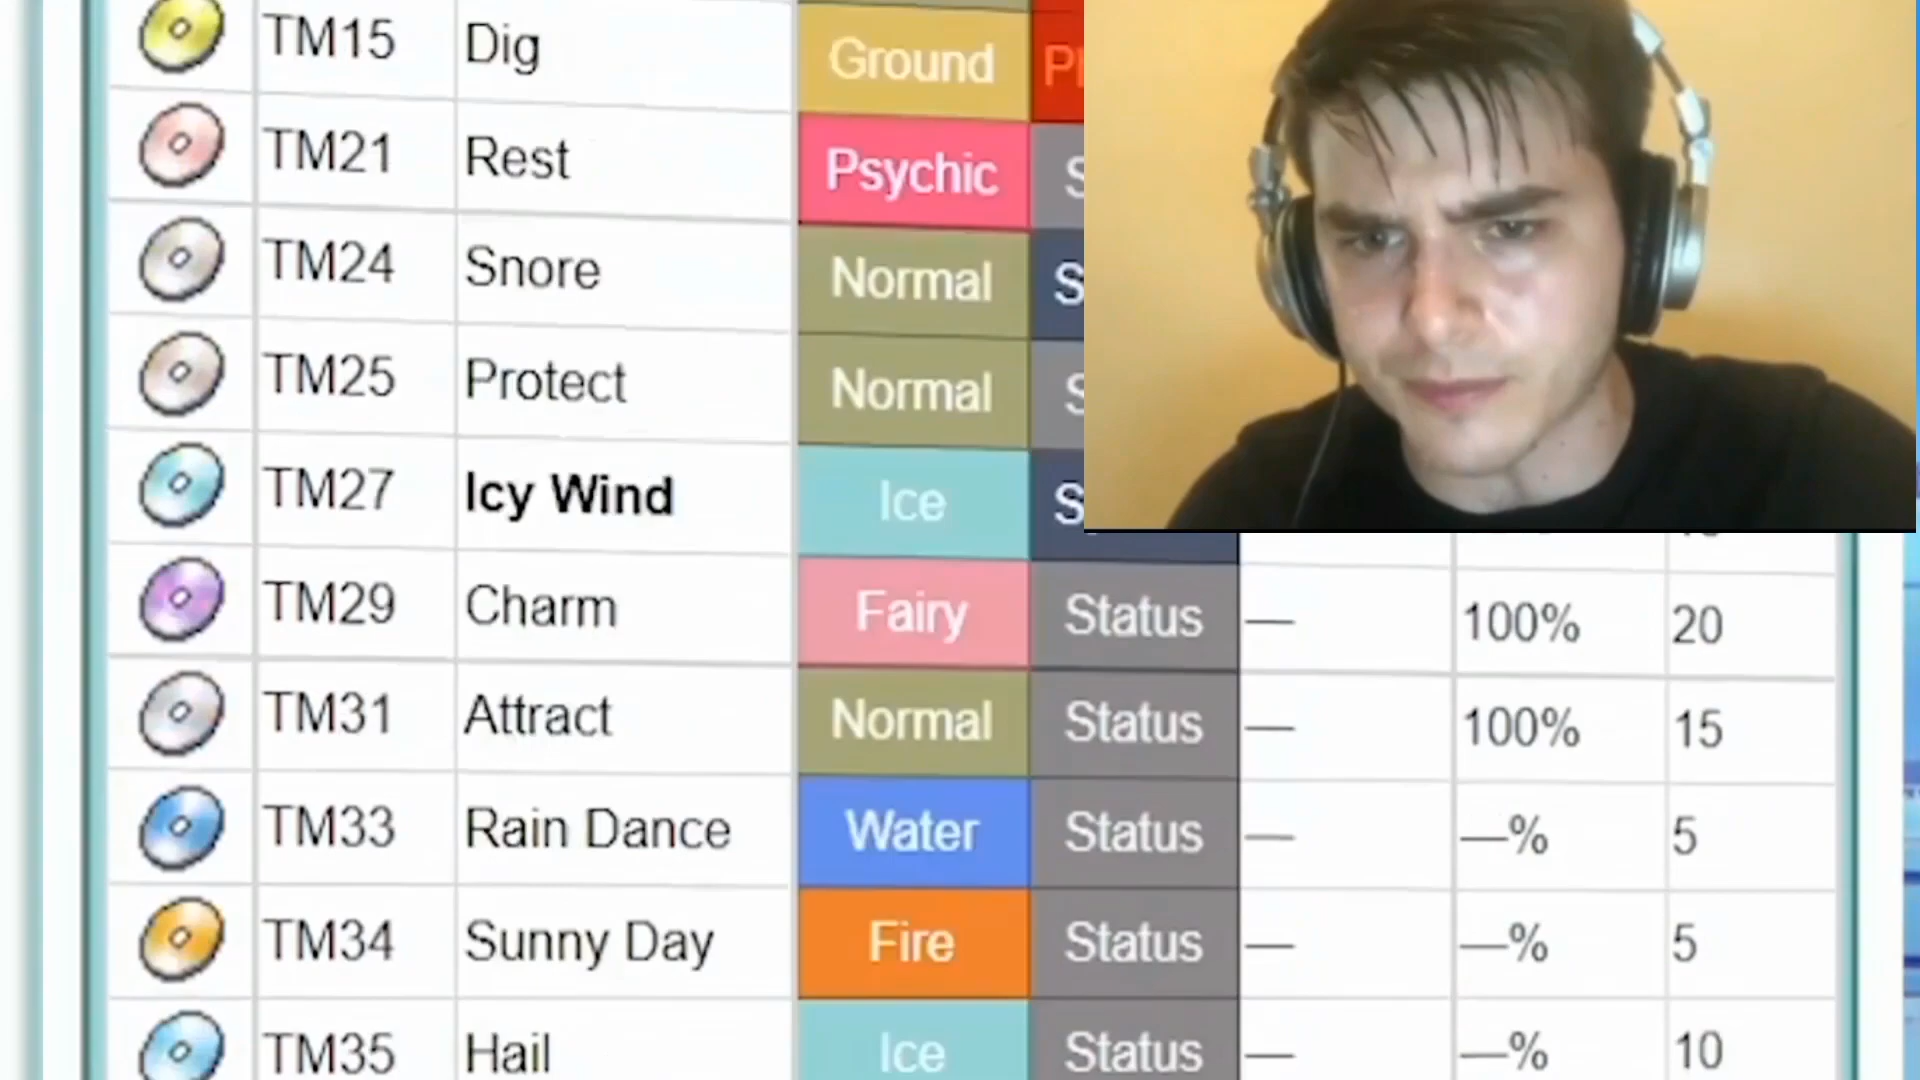 TM15 Dig Ground
TM21 Rest Psychic
TM24 Snore Normal
TM25 Protect Normal
TM27 Icy Wind Ice
TM29 Charm Fairy Status — 100% 20
TM31 Attract Normal Status — 100% 15
TM33 Rain Dance Water Status — —% 5
TM34 Sunny Day Fire Status — —% 5
TM35 Hail Ice Status — —% 10